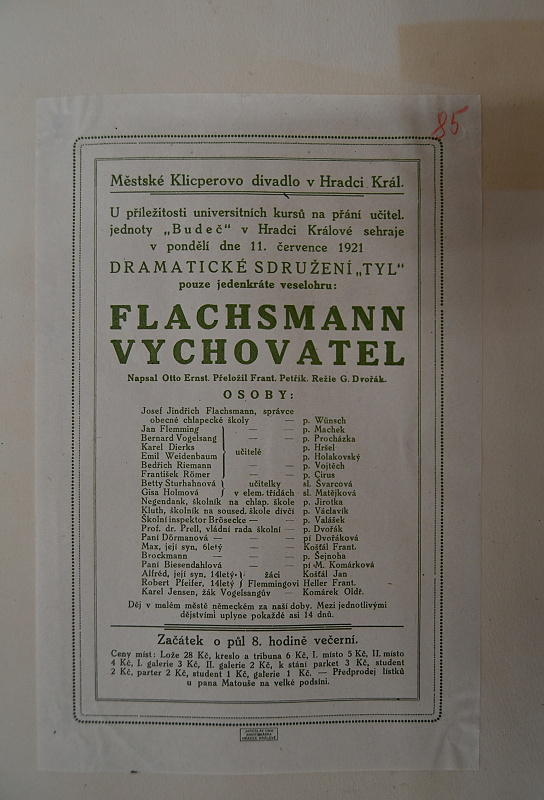 85
Městské Klicperovo divadlo v Hradci Král.
U příležitosti universitních kursů na přání učitel.
jednoty „Budeč“ v Hradci Králové sehraje
v pondělí dne 11. července 1921
DRAMATICKÉ SDRUŽENÍ „TYL“
pouze jedenkráte veselohru:
FLACHSMANN
VYCHOVATEL
Napsal Otto Ernst. Přeložil Frant. Petřík. Režie G. Dvořák.
OSOBY:
Josef Jindřich Flachsmann, správce
obecné chlapecké školy — p. Wünsch
Jan Flemming — — p. Machek
Bernard Vogelsang — — p. Procházka
Karel Dierks — — p. Hršel
učitelé
Emil Weidenbaum — — p. Holakovský
Bedřich Riemann — — p. Vojtěch
František Römer — — p. Cirus
Betty Sturhahnová } učitelky sl. Švarcová
Gisa Holmová } v elem. třídách sl. Matějková
Negendank, školník na chlap. škole p. Jirotka
Kluth, školník na soused. škole dívčí p. Václavík
Školní inspektor Brösecke — — p. Valášek
Prof. dr. Prell, vládní rada školní — p. Dvořák
Paní Dörmanová — — — pí Dvořáková
Max, její syn, 6letý — — Košťál Frant.
Brockmann — — — p. Šejnoha
Paní Biesendahlová — — pí M. Komárková
Alfréd, její syn, 14letý } žáci Košťál Jan
Robert Pfeifer, 14letý } Flemmingovi Heller Frant.
Karel Jensen, žák Vogelsangův — Komárek Oldř.
Děj v malém městě německém za naší doby. Mezi jednotlivými
dějstvími uplyne pokaždé asi 14 dnů.
Začátek o půl 8. hodině večerní.
Ceny míst: Lože 28 Kč, křeslo a tribuna 6 Kč, I. místo 5 Kč, II. místo
4 Kč, I. galerie 3 Kč, II. galerie 2 Kč, k stání parket 3 Kč, student
2 Kč, parter 2 Kč, student 1 Kč, galerie 1 Kč. — Předprodej lístků
u pana Matouše na velké podsíni.